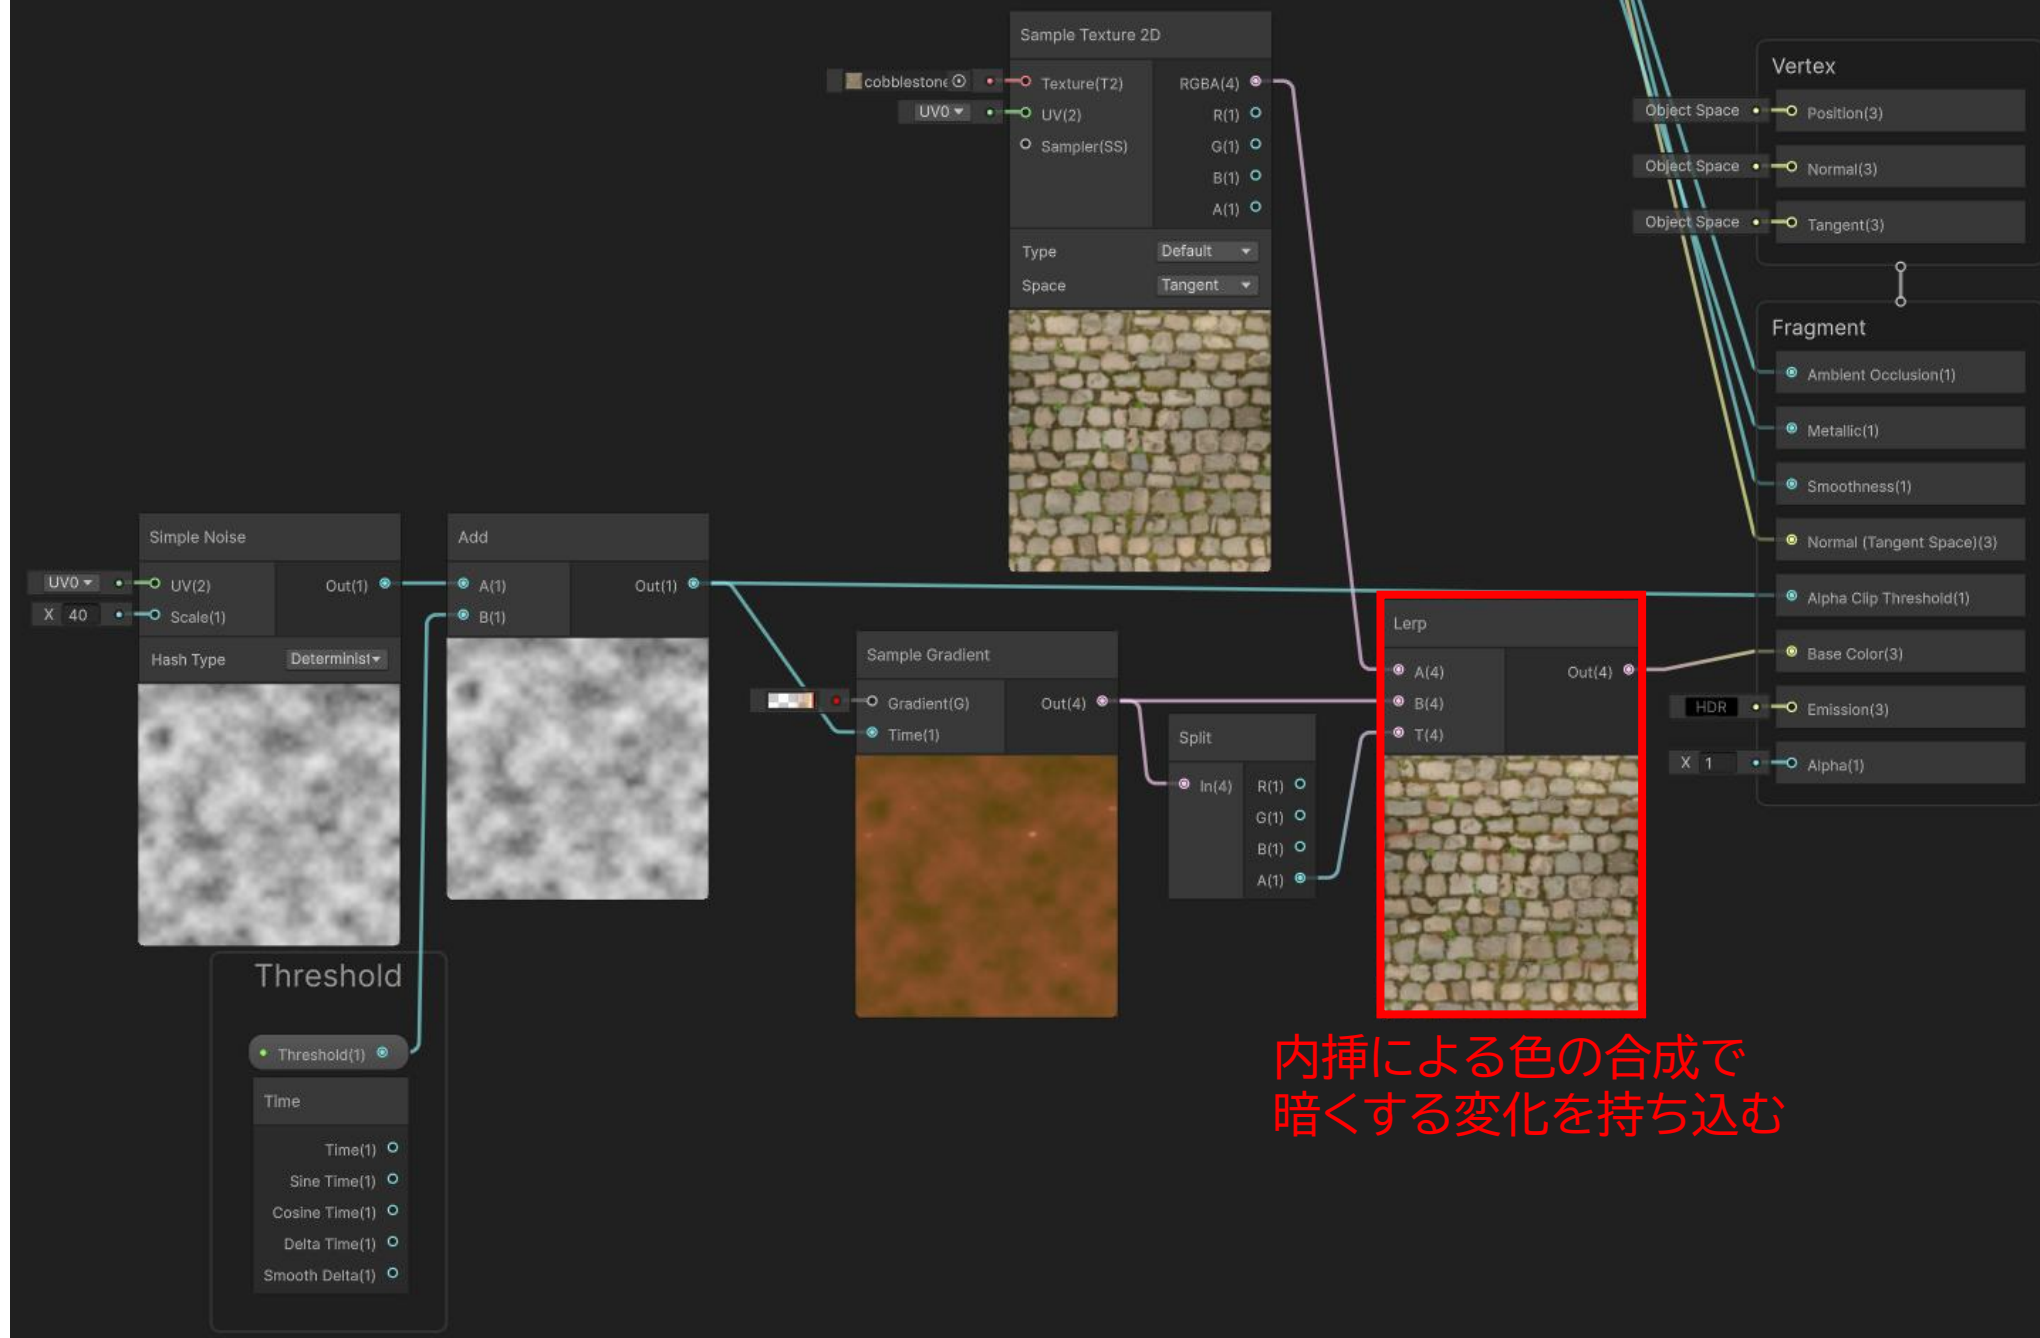 Sample Texture 2D
cobblestone
Texture(T2)
RGBA(4)
UV0
UV(2)
R(1)
Sampler(SS)
G(1)
B(1)
A(1)
Type
Default
Space
Tangent
Vertex
Object Space
Position(3)
Object Space
Normal(3)
Object Space
Tangent(3)
Fragment
Ambient Occlusion(1)
Metallic(1)
Smoothness(1)
Normal (Tangent Space)(3)
Alpha Clip Threshold(1)
Base Color(3)
HDR
Emission(3)
X 1
Alpha(1)
Simple Noise
UV0
UV(2)
Out(1)
X 40
Scale(1)
Hash Type
Determinist
Add
A(1)
Out(1)
B(1)
Sample Gradient
Gradient(G)
Out(4)
Time(1)
Split
In(4)
R(1)
G(1)
B(1)
A(1)
Lerp
A(4)
Out(4)
B(4)
T(4)
Threshold
Threshold(1)
Time
Time(1)
Sine Time(1)
Cosine Time(1)
Delta Time(1)
Smooth Delta(1)
内挿による色の合成で
暗くする変化を持ち込む